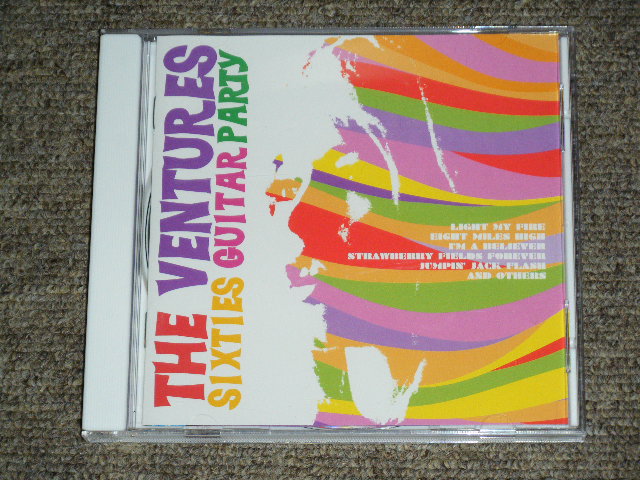 THE VENTURES
SIXTIES GUITAR PARTY
LIGHT MY FIRE
EIGHT MILES HIGH
I'M A BELIEVER
STRAWBERRY FIELDS FOREVER
JUMPIN' JACK FLASH
AND OTHERS